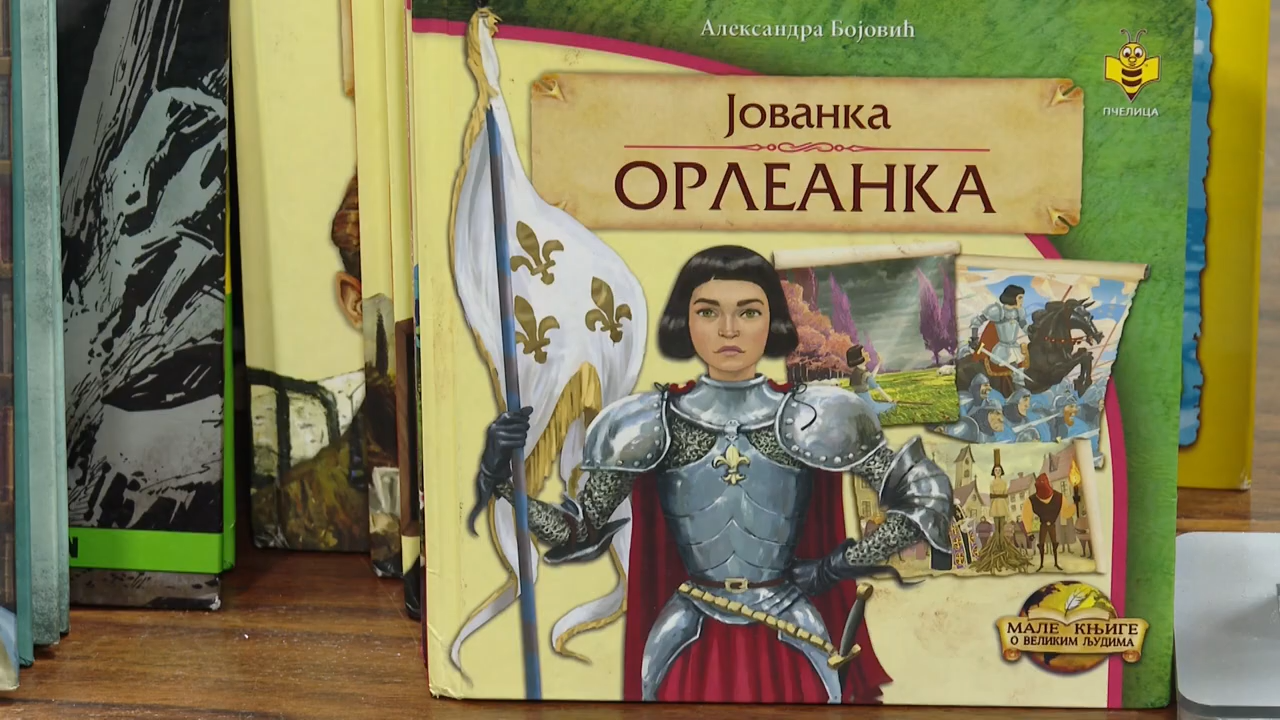 Александра Бојовић
ПЧЕЛИЦА
Јованка
ОРЛЕАНКА
МАЛЕ КЊИГЕ
О ВЕЛИКИМ ЉУДИМА